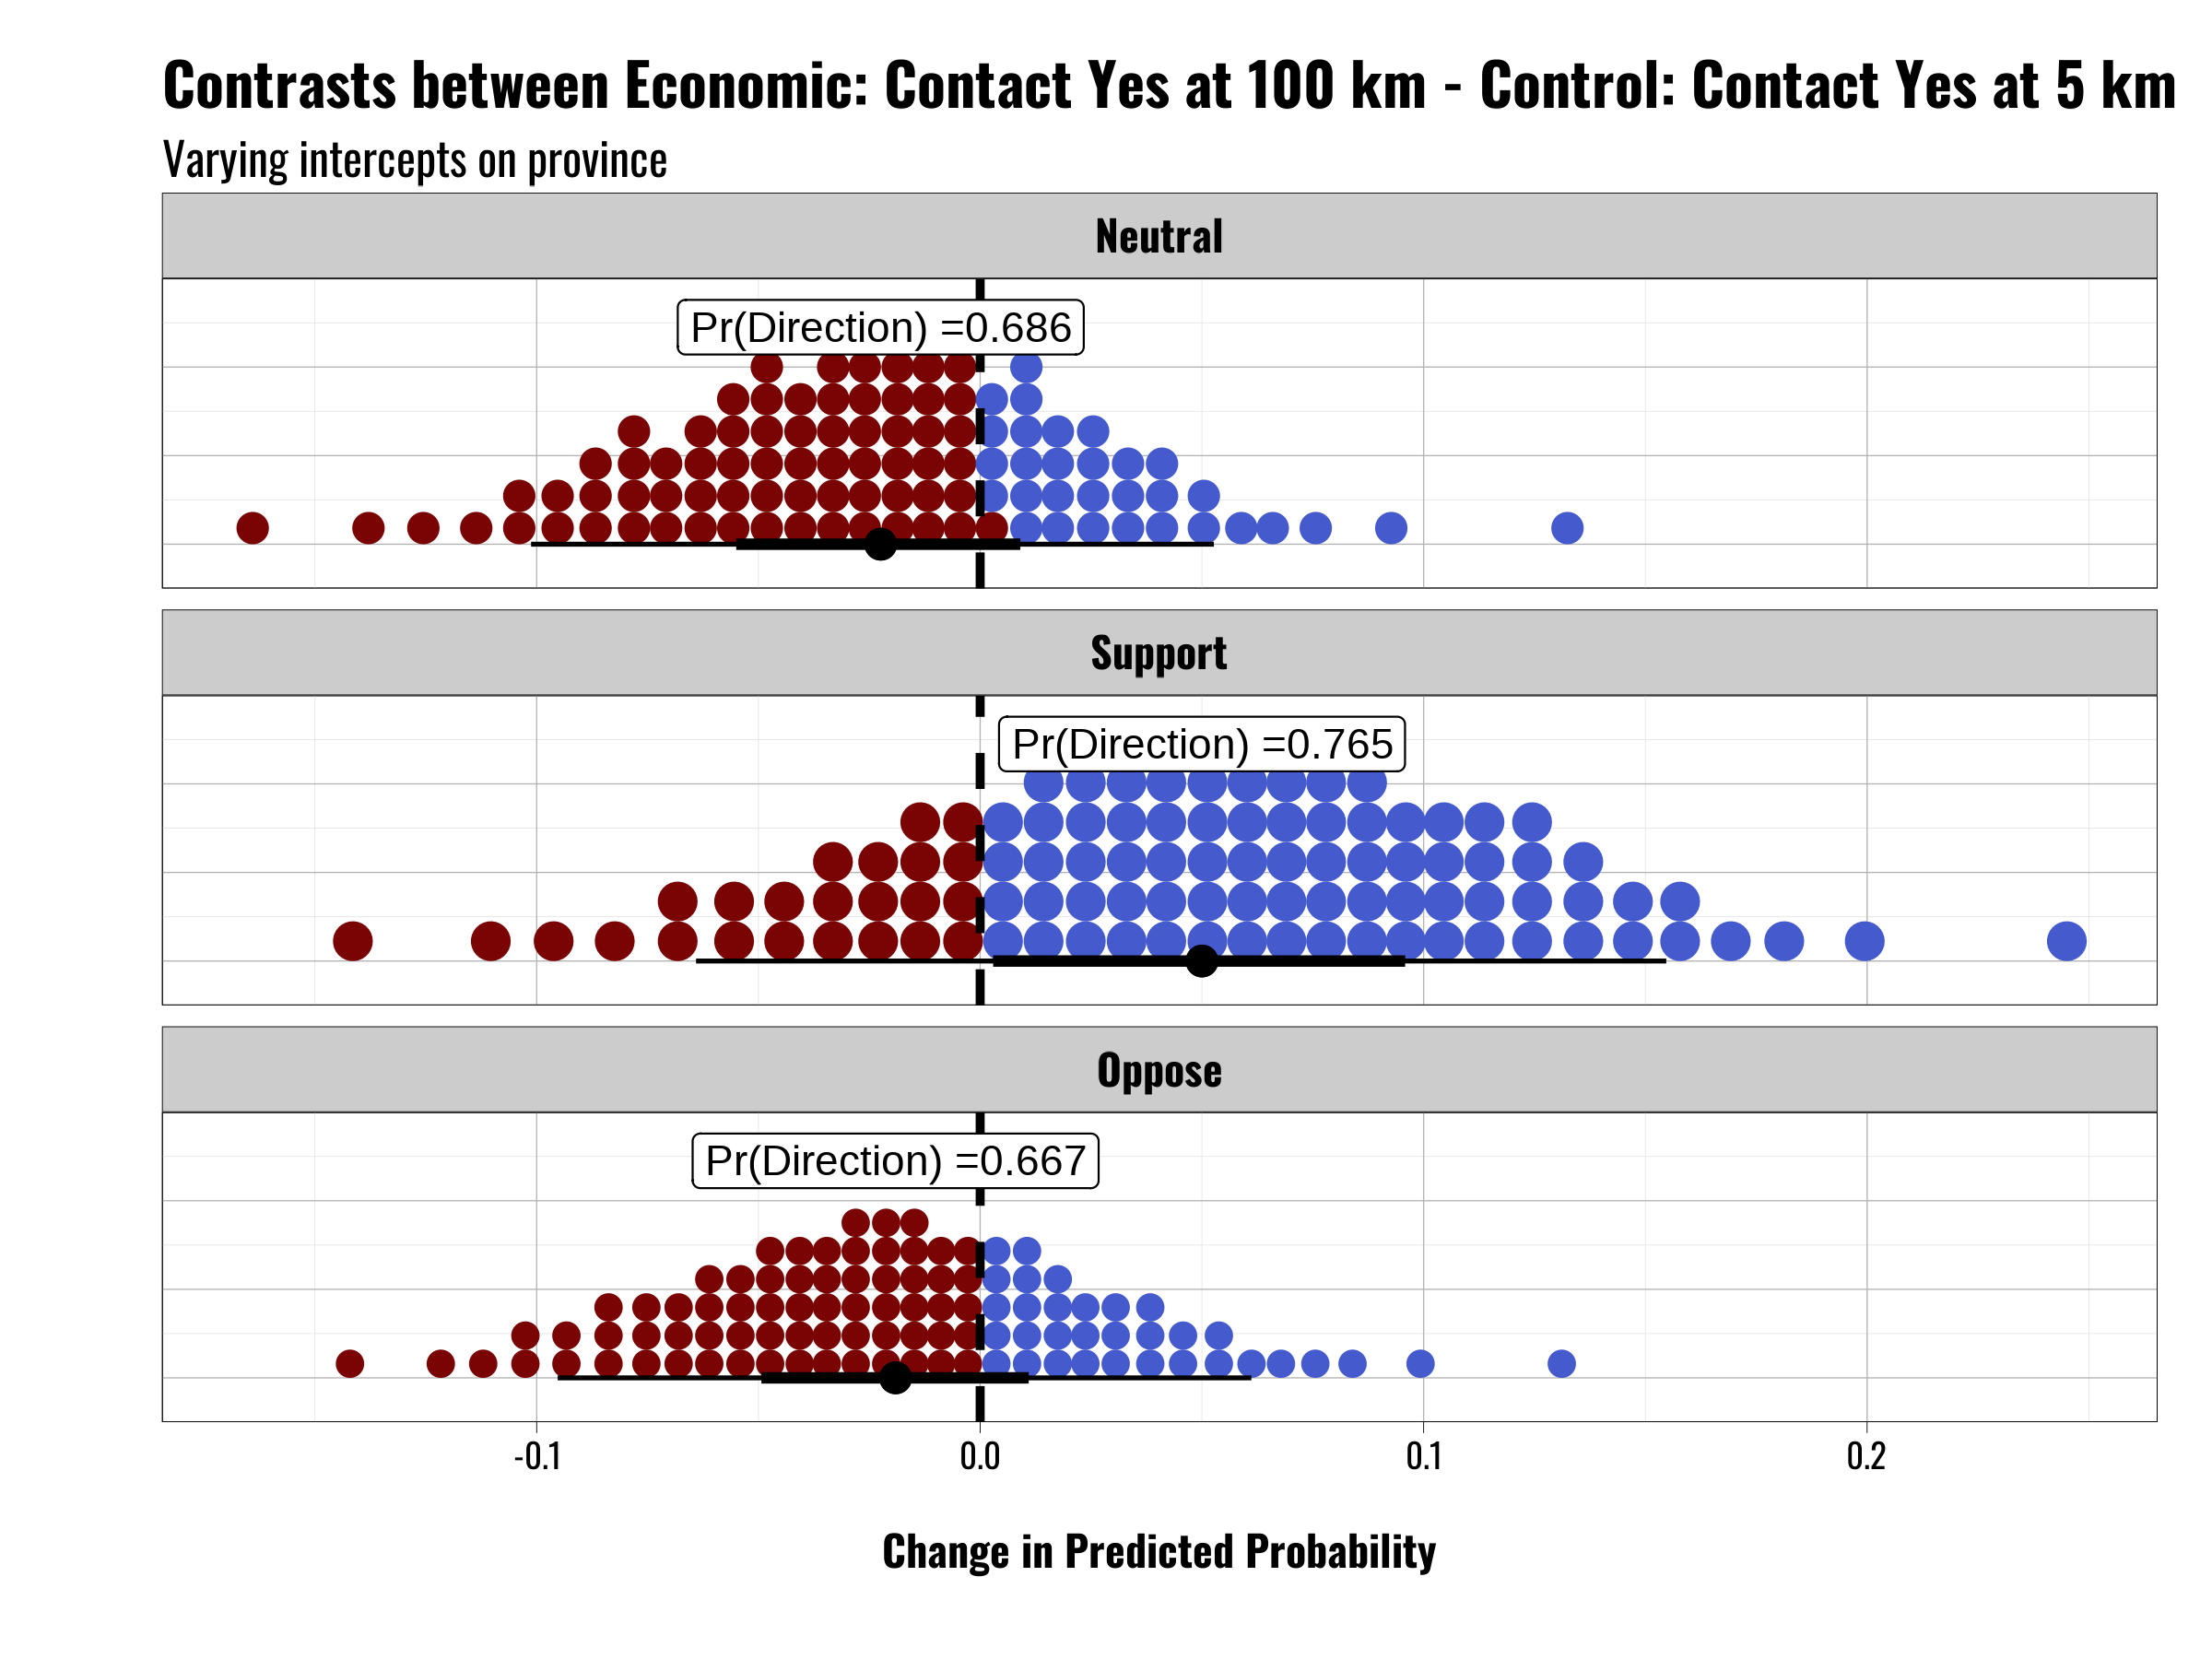 Contrasts between Economic: Contact Yes at 100 km - Control: Contact Yes at 5 km
Varying intercepts on province
Neutral
Pr(Direction) =0.686
Support
Pr(Direction) =0.765
Oppose
Pr(Direction) =0.667
-0.1 0.0 0.1 0.2
Change in Predicted Probability